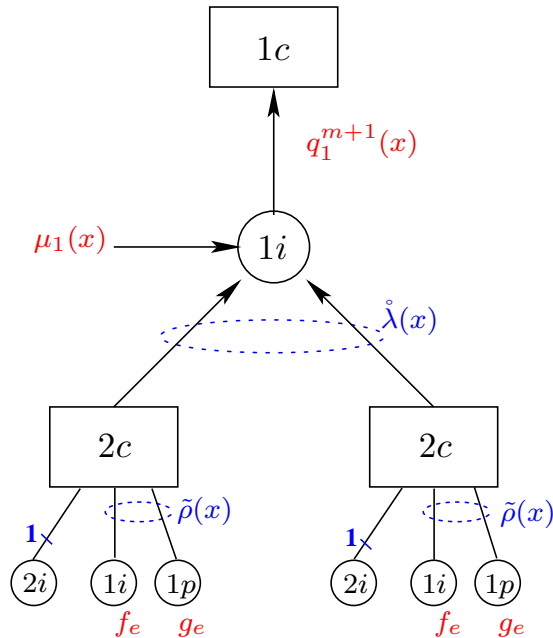 1c
q_1^{m+1}(x)
μ_1(x)
1i
λ̊(x)
2c 2c
ρ̃(x) ρ̃(x)
1 1
2i 1i 1p 2i 1i 1p
f_e g_e f_e g_e